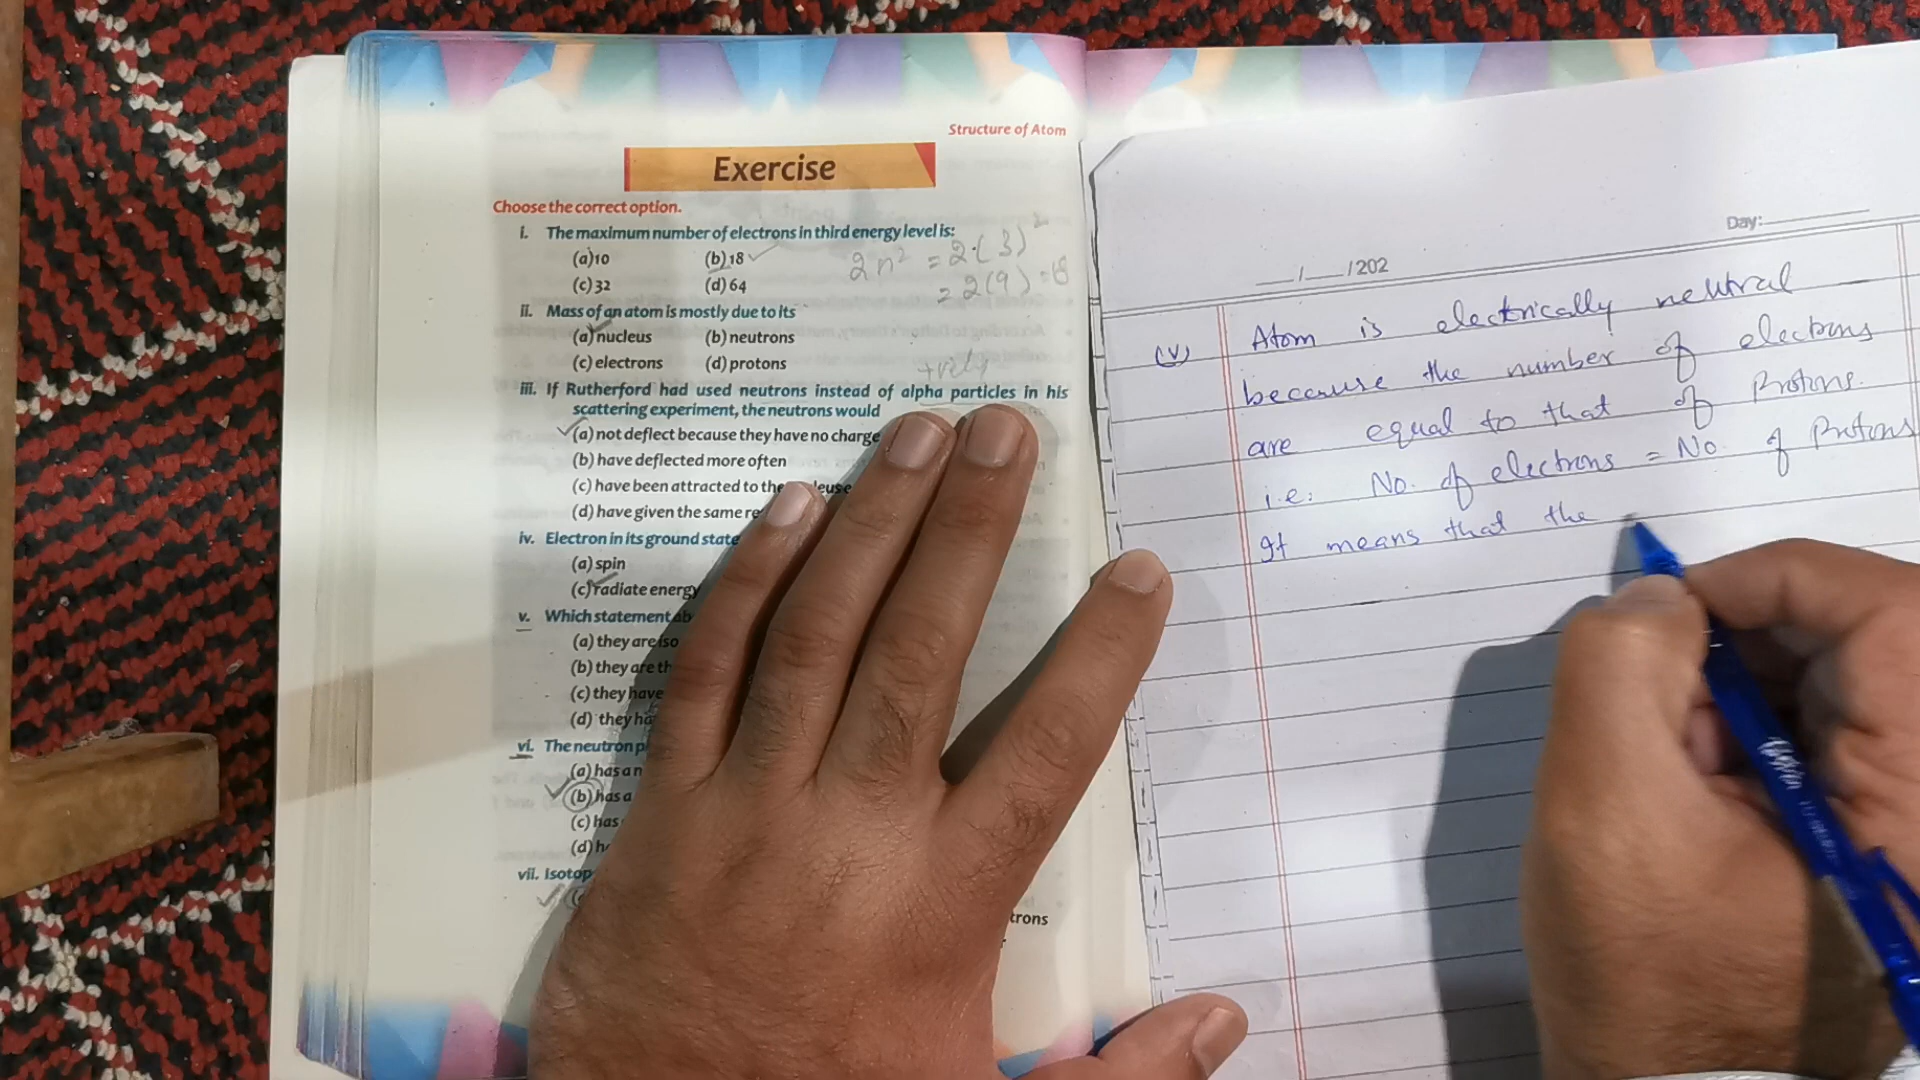 Structure of Atom
Exercise
Choose the correct option.
i. The maximum number of electrons in third energy level is:
(a)10 (b)18
(c)32 (d)64
2n² = 2.(3)²
= 2(9) = 18
ii. Mass of an atom is mostly due to its
(a) nucleus (b) neutrons
(c) electrons (d) protons
+vely
iii. If Rutherford had used neutrons instead of alpha particles in his
scattering experiment, the neutrons would
(a) not deflect because they have no charge
(b) have deflected more often
(c) have been attracted to the
(d) have given the same
iv. Electron in its ground state
(a) spin
(c) radiate energy
v. Which statement
(a) they are
(b) they are
(c) they have
(d) they
vi. The neutron
(a) has
(b) has a
(c) has
(d)
vii.
trons
Day:
__/__/202
(v) Atom is electrically neutral
because the number of electrons
are equal to that of Protons.
i.e. No. of electrons = No. of Protons
It means that the